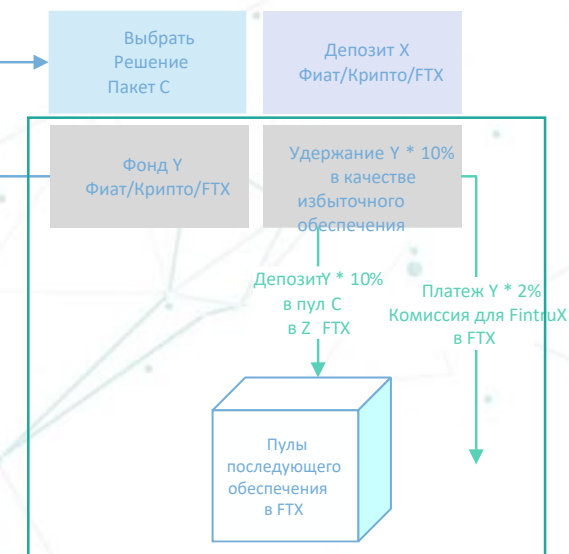 Выбрать
Решение
Пакет C
Депозит X
Фиат/Крипто/FTX
Фонд Y
Фиат/Крипто/FTX
Удержание Y * 10%
в качестве
избыточного
обеспечения
ДепозитY * 10%
в пул C
в Z FTX
Платеж Y * 2%
Комиссия для FintruX
в FTX
Пулы
последующего
обеспечения
в FTX